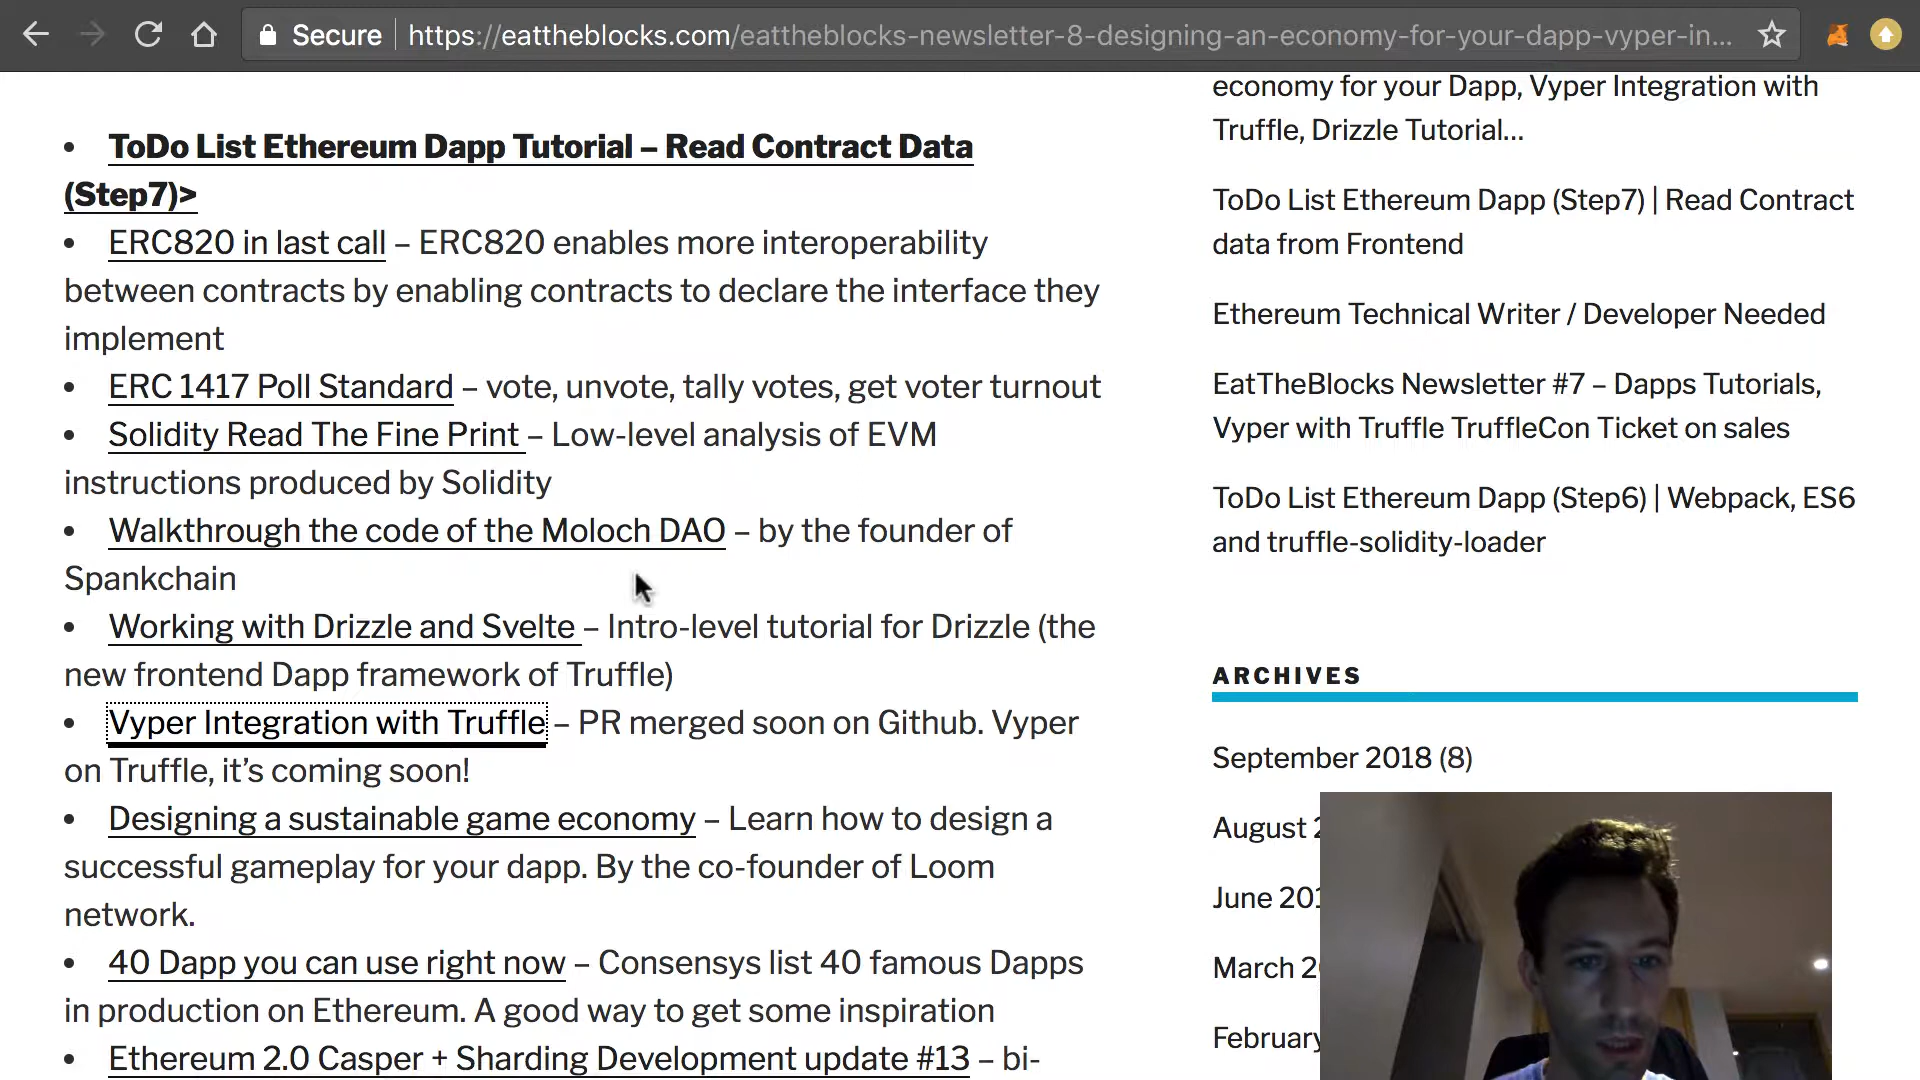 Secure
https://eattheblocks.com/eattheblocks-newsletter-8-designing-an-economy-for-your-dapp-vyper-in...
• ToDo List Ethereum Dapp Tutorial – Read Contract Data
(Step7)>
• ERC820 in last call – ERC820 enables more interoperability
between contracts by enabling contracts to declare the interface they
implement
• ERC 1417 Poll Standard – vote, unvote, tally votes, get voter turnout
• Solidity Read The Fine Print – Low-level analysis of EVM
instructions produced by Solidity
• Walkthrough the code of the Moloch DAO – by the founder of
Spankchain
• Working with Drizzle and Svelte – Intro-level tutorial for Drizzle (the
new frontend Dapp framework of Truffle)
• Vyper Integration with Truffle – PR merged soon on Github. Vyper
on Truffle, it’s coming soon!
• Designing a sustainable game economy – Learn how to design a
successful gameplay for your dapp. By the co-founder of Loom
network.
• 40 Dapp you can use right now – Consensys list 40 famous Dapps
in production on Ethereum. A good way to get some inspiration
• Ethereum 2.0 Casper + Sharding Development update #13 – bi-
economy for your Dapp, Vyper Integration with
Truffle, Drizzle Tutorial...
ToDo List Ethereum Dapp (Step7) | Read Contract
data from Frontend
Ethereum Technical Writer / Developer Needed
EatTheBlocks Newsletter #7 – Dapps Tutorials,
Vyper with Truffle TruffleCon Ticket on sales
ToDo List Ethereum Dapp (Step6) | Webpack, ES6
and truffle-solidity-loader
ARCHIVES
September 2018 (8)
August
June
March
February